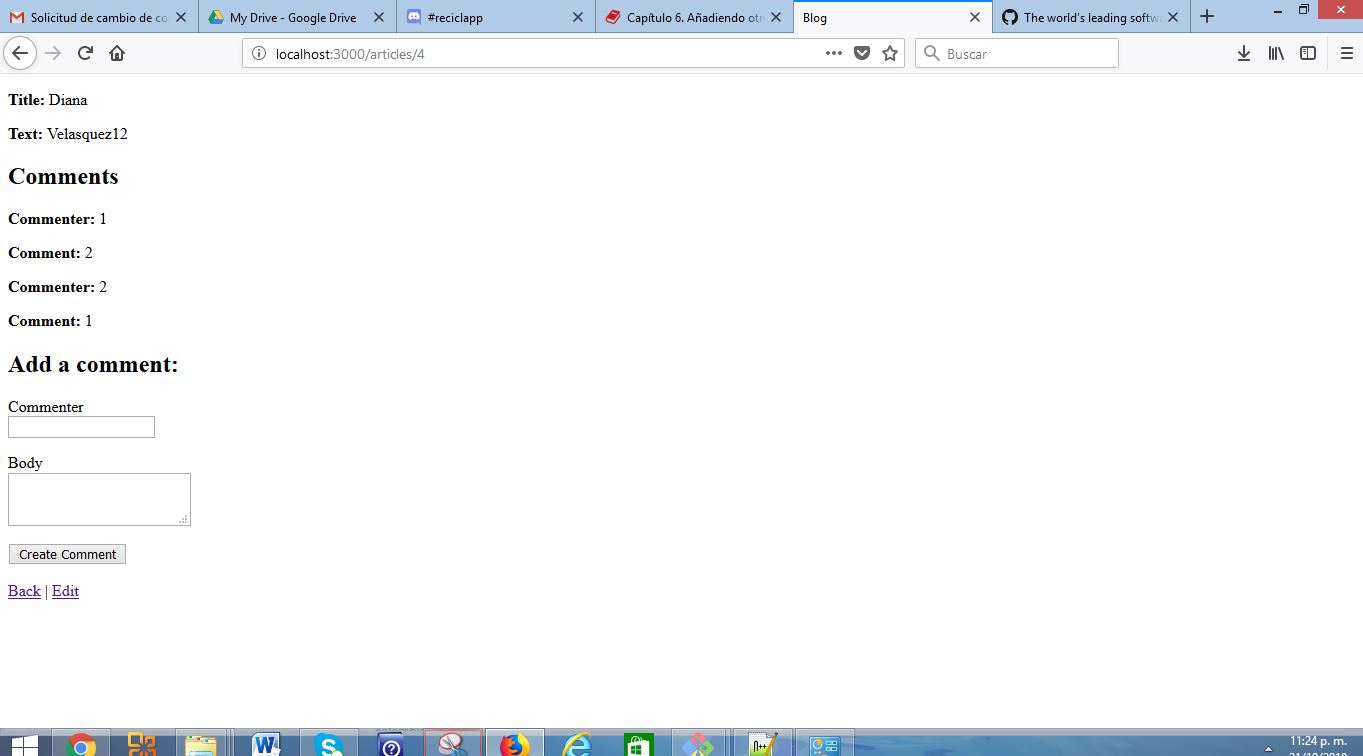 Solicitud de cambio de co
My Drive - Google Drive
#reciclapp
Capítulo 6. Añadiendo otr
Blog
The world's leading softwa
localhost:3000/articles/4
Buscar
Title: Diana
Text: Velasquez12
Comments
Commenter: 1
Comment: 2
Commenter: 2
Comment: 1
Add a comment:
Commenter
Body
Create Comment
Back | Edit
11:24 p. m.